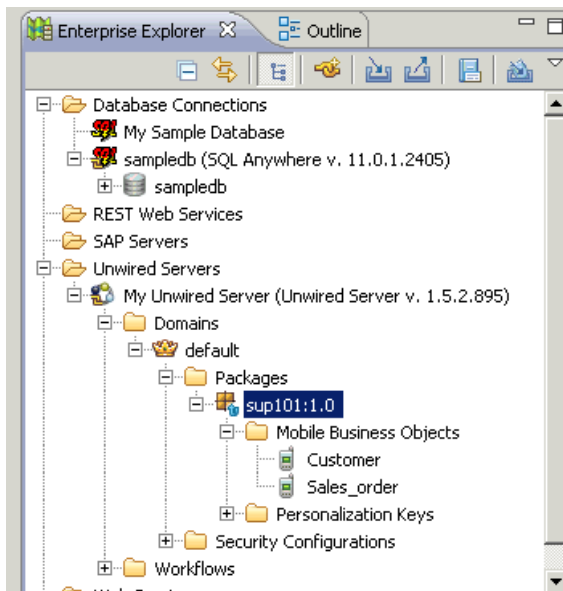 Enterprise Explorer Outline
Database Connections
My Sample Database
sampledb (SQL Anywhere v. 11.0.1.2405)
sampledb
REST Web Services
SAP Servers
Unwired Servers
My Unwired Server (Unwired Server v. 1.5.2.895)
Domains
default
Packages
sup101:1.0
Mobile Business Objects
Customer
Sales_order
Personalization Keys
Security Configurations
Workflows